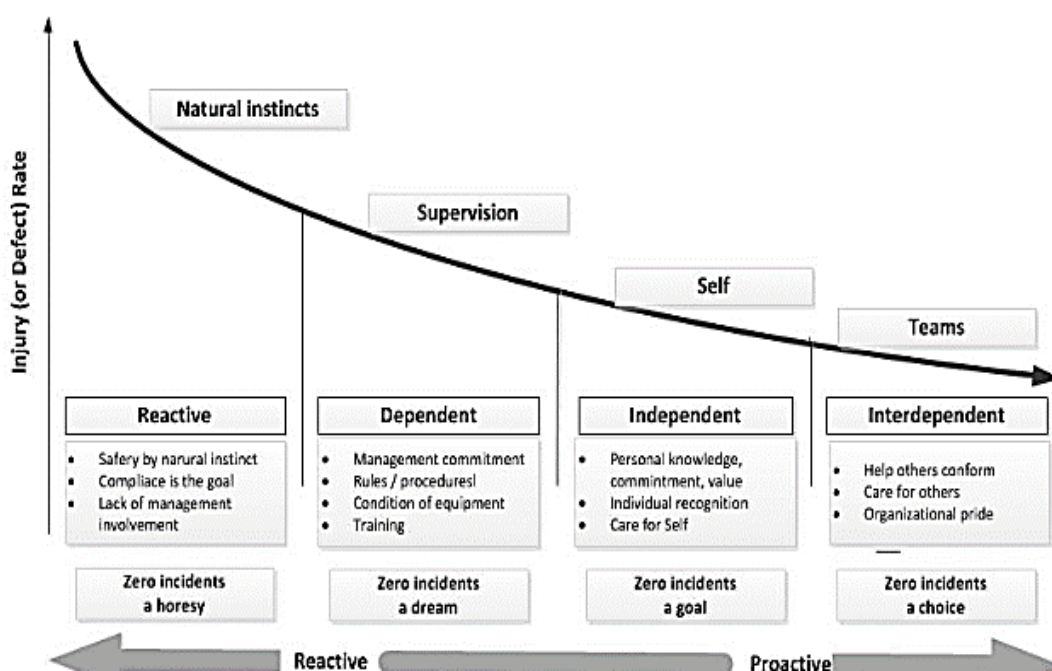 Injury (or Defect) Rate
Natural instincts
Supervision
Self
Teams
Reactive
Safery by narural instinct
Compliace is the goal
Lack of management
involvement
Dependent
Management commitment
Rules / proceduresl
Condition of equipment
Training
Independent
Personal knowledge,
commintment, value
Individual recognition
Care for Self
Interdependent
Help others conform
Care for others
Organizational pride
Zero incidents
a horesy
Zero incidents
a dream
Zero incidents
a goal
Zero incidents
a choice
Reactive
Proactive